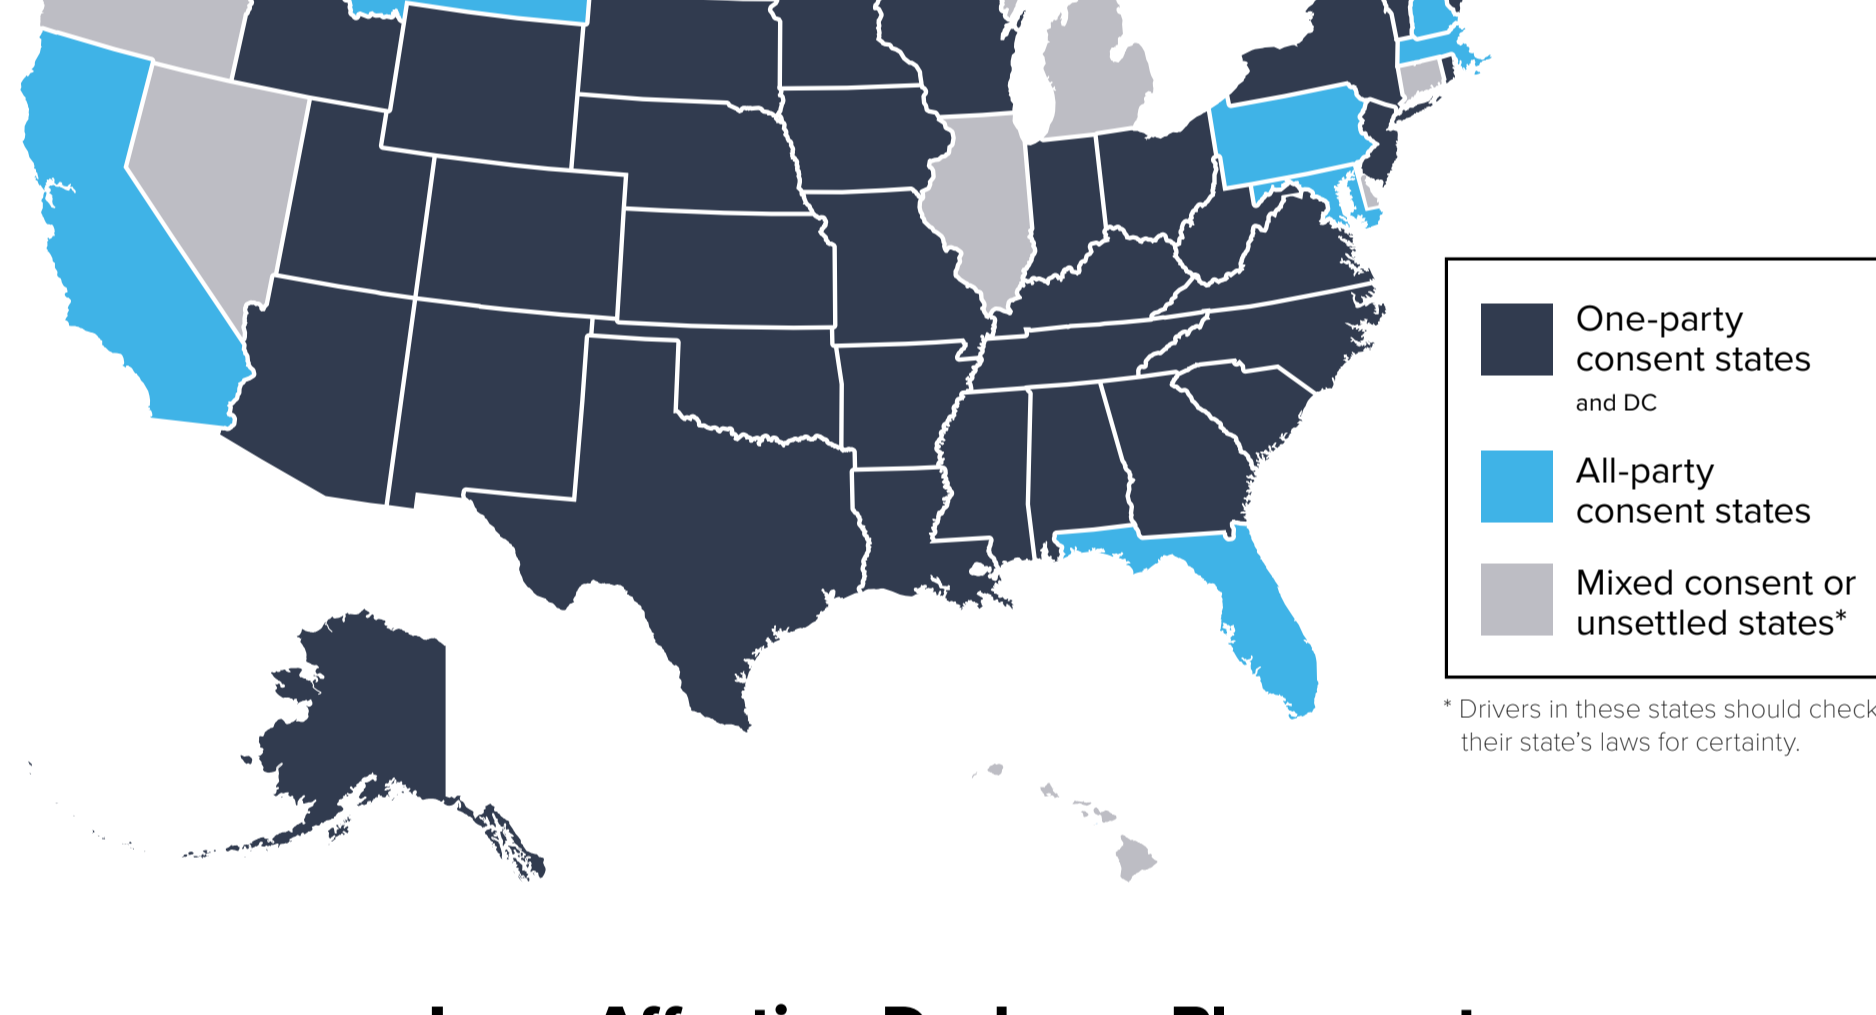 One-party
consent states
and DC
All-party
consent states
Mixed consent or
unsettled states*
* Drivers in these states should check
their state's laws for certainty.